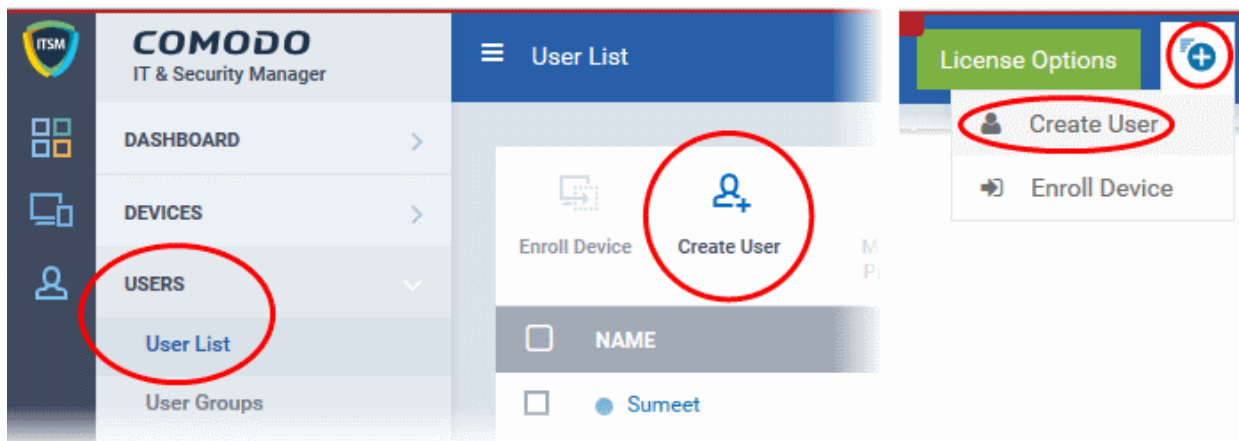 ITSM
COMODO
IT & Security Manager
DASHBOARD
DEVICES
USERS
User List
User Groups
User List
Enroll Device
Create User
NAME
Sumeet
License Options
Create User
Enroll Device